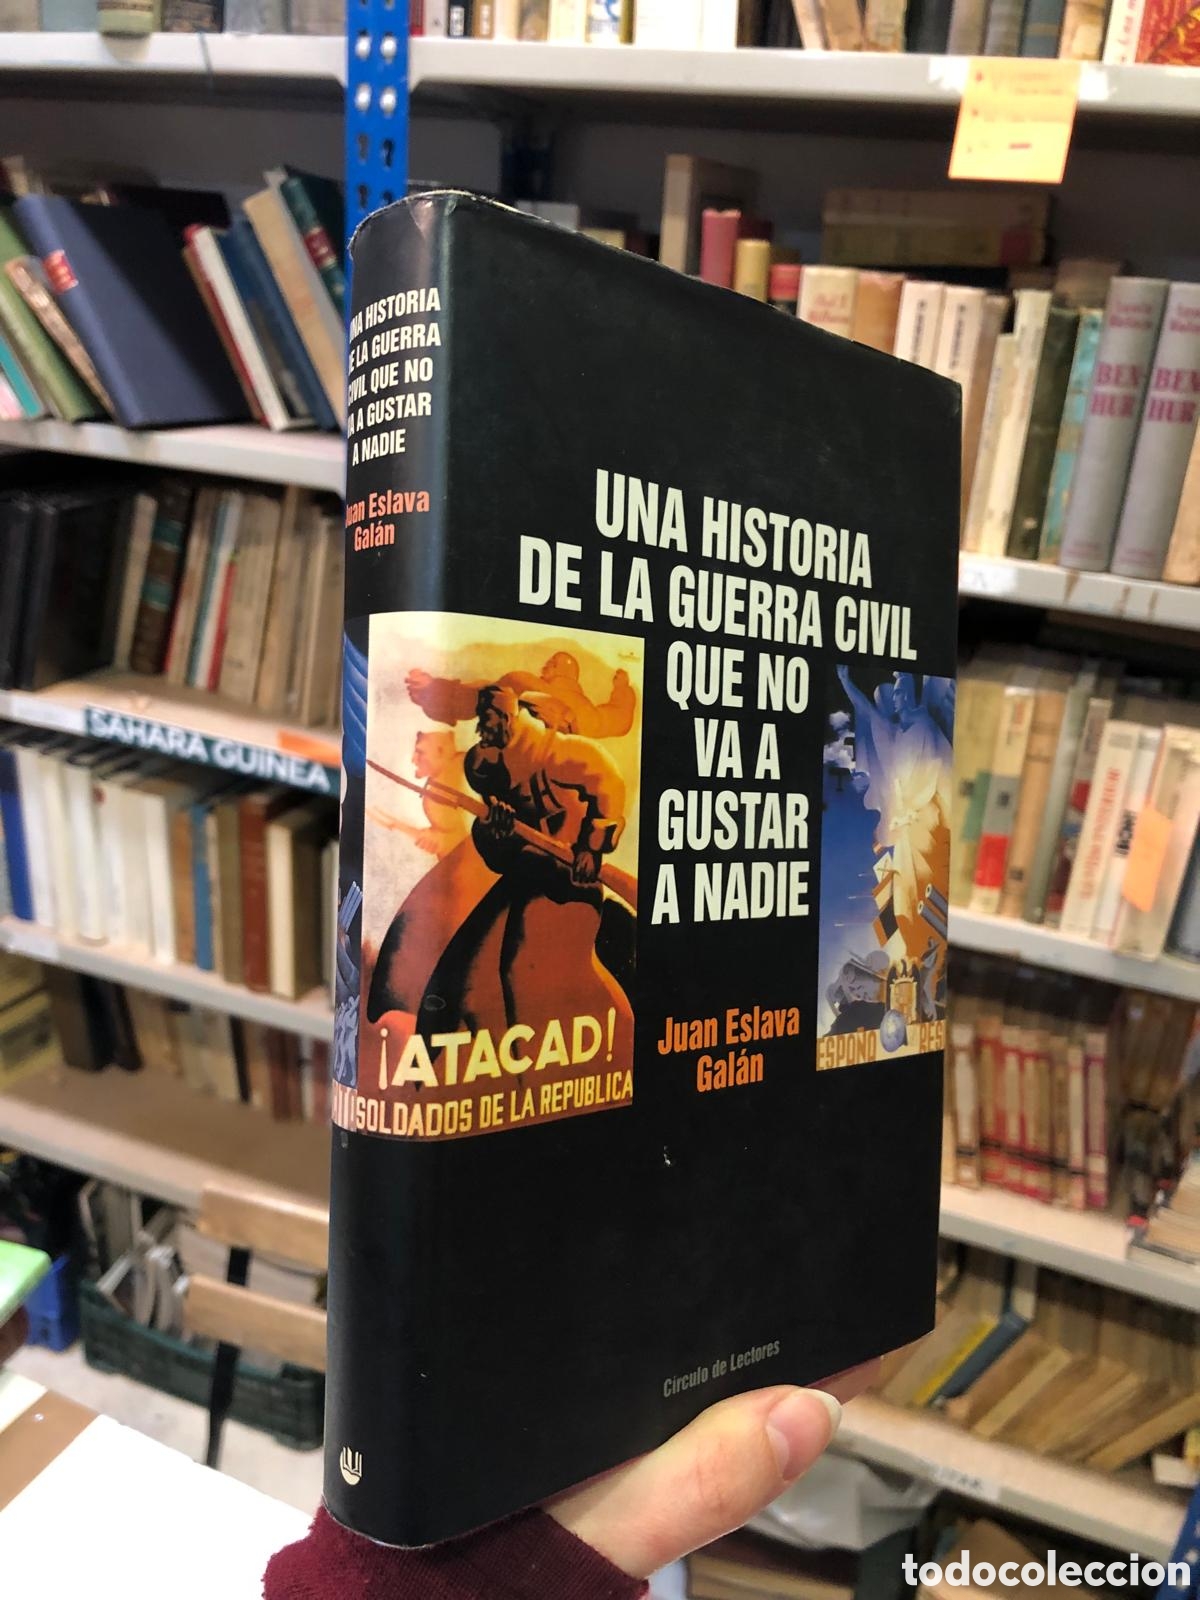 UNA HISTORIA
DE LA GUERRA
CIVIL QUE NO
VA A GUSTAR
A NADIE
Juan Eslava
Galán
UNA HISTORIA
DE LA GUERRA CIVIL
QUE NO
VA A
GUSTAR
A NADIE
Juan Eslava
Galán
¡ATACAD!
SOLDADOS DE LA REPUBLICA
ESPAÑA
Círculo de Lectores
SAHARA GUINEA
BEN-
HUR
BEN-
HUR
todocoleccion